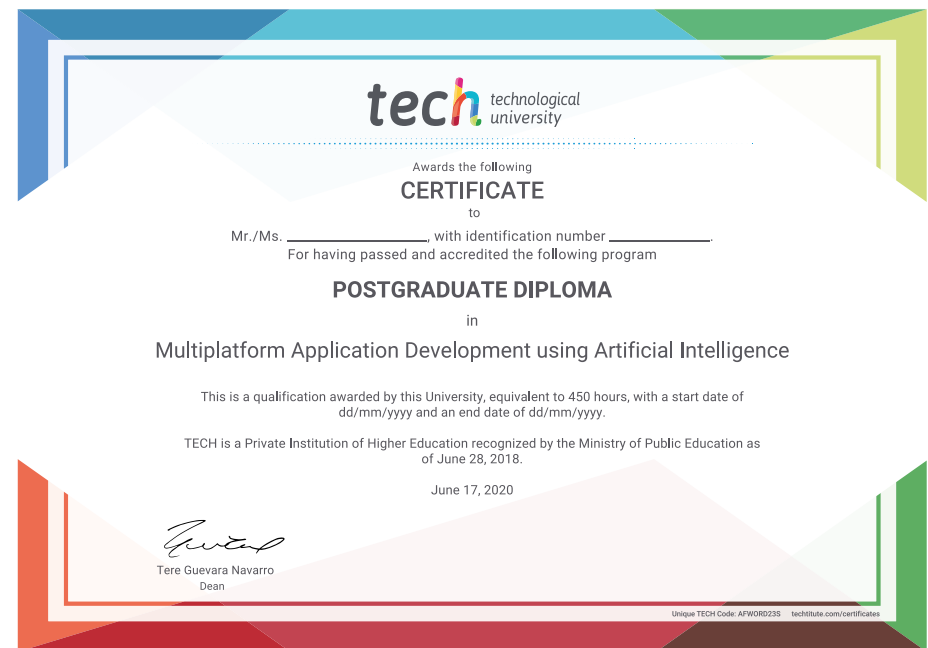 tech technological
university
Awards the following
CERTIFICATE
to
Mr./Ms. ____________________, with identification number ______________.
For having passed and accredited the following program
POSTGRADUATE DIPLOMA
in
Multiplatform Application Development using Artificial Intelligence
This is a qualification awarded by this University, equivalent to 450 hours, with a start date of
dd/mm/yyyy and an end date of dd/mm/yyyy.
TECH is a Private Institution of Higher Education recognized by the Ministry of Public Education as
of June 28, 2018.
June 17, 2020
Tere Guevara Navarro
Dean
Unique TECH Code: AFWORD23S techtitute.com/certificates